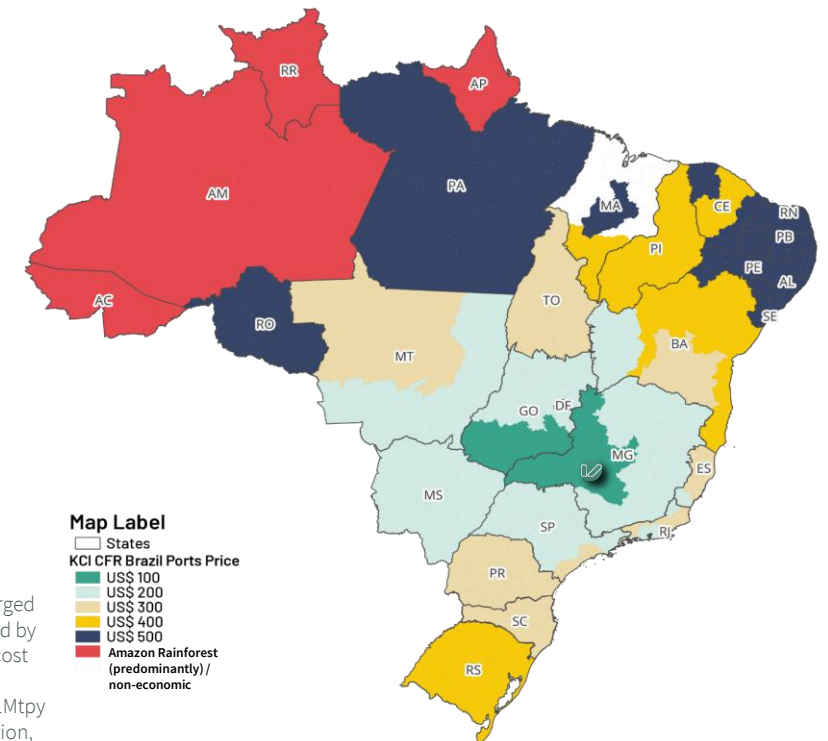 RR
AP
AM
PA
MA
CE
RN
PB
PI
PE
AL
AC
TO
SE
RO
BA
MT
GO
DF
MG
ES
MS
SP
RJ
PR
SC
RS
Map Label
States
KCl CFR Brazil Ports Price
US$ 100
US$ 200
US$ 300
US$ 400
US$ 500
Amazon Rainforest
(predominantly) /
non-economic